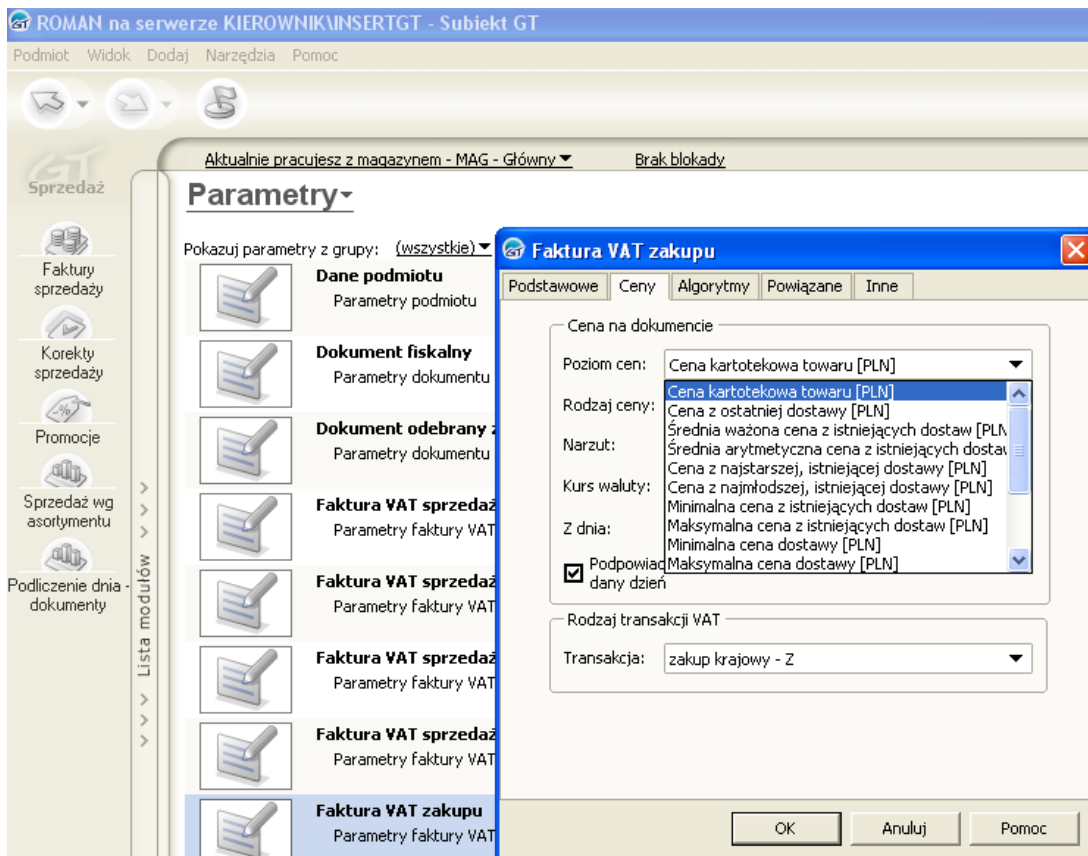 ROMAN na serwerze KIEROWNIK\INSERTGT - Subiekt GT
Podmiot Widok Dodaj Narzędzia Pomoc
GT
Sprzedaż
Faktury
sprzedaży
Korekty
sprzedaży
Promocje
Sprzedaż wg
asortymentu
Podliczenie dnia -
dokumenty
Lista modułów
Aktualnie pracujesz z magazynem - MAG - Główny
Brak blokady
Parametry
Pokazuj parametry z grupy: (wszystkie)
Dane podmiotu
Parametry podmiotu
Dokument fiskalny
Parametry dokumentu
Dokument odebrany z
Parametry dokumentu
Faktura VAT sprzedaż
Parametry faktury VAT
Faktura VAT sprzedaż
Parametry faktury VAT
Faktura VAT sprzedaż
Parametry faktury VAT
Faktura VAT sprzedaż
Parametry faktury VAT
Faktura VAT zakupu
Parametry faktury VAT
Faktura VAT zakupu
Podstawowe Ceny Algorytmy Powiązane Inne
Cena na dokumencie
Poziom cen: Cena kartotekowa towaru [PLN]
Rodzaj ceny:
Narzut:
Kurs waluty:
Z dnia:
Cena kartotekowa towaru [PLN]
Cena z ostatniej dostawy [PLN]
Średnia ważona cena z istniejących dostaw [PLN
Średnia arytmetyczna cena z istniejących dostaw
Cena z najstarszej, istniejącej dostawy [PLN]
Cena z najmłodszej, istniejącej dostawy [PLN]
Minimalna cena z istniejących dostaw [PLN]
Maksymalna cena z istniejących dostaw [PLN]
Minimalna cena dostawy [PLN]
Maksymalna cena dostawy [PLN]
Podpowiad
dany dzień
Rodzaj transakcji VAT
Transakcja: zakup krajowy - Z
OK Anuluj Pomoc